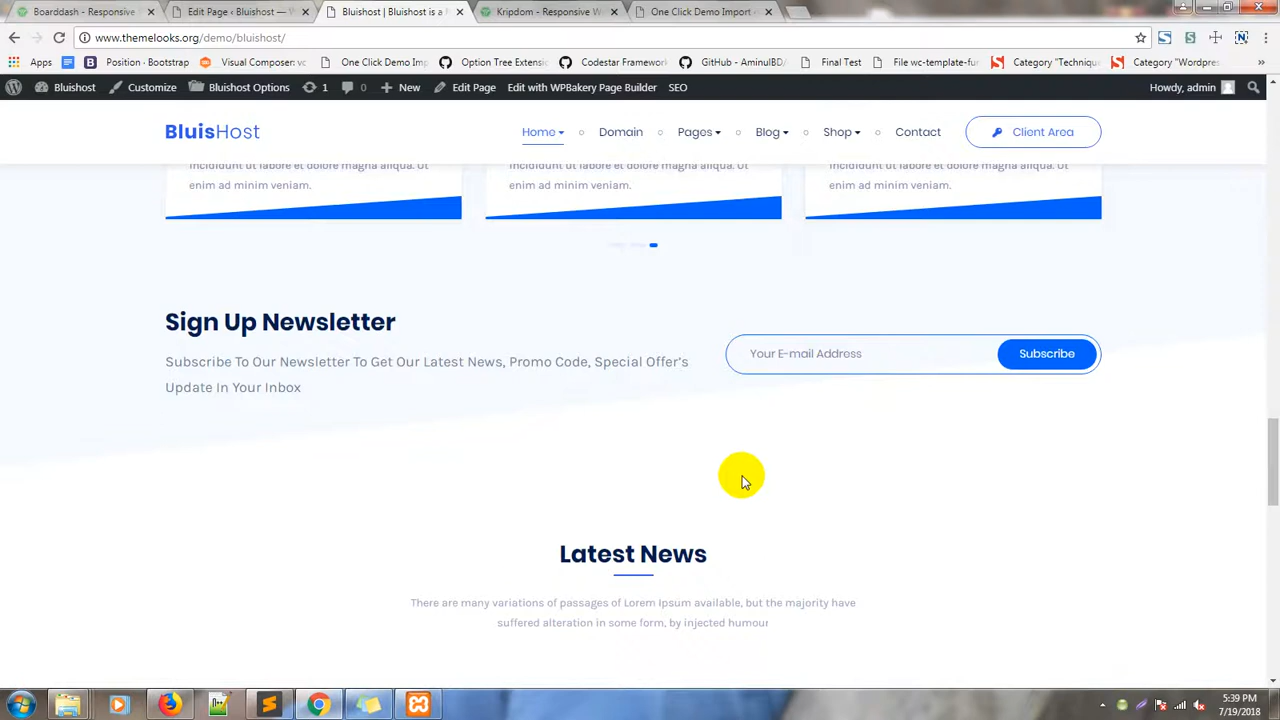 Boarddash - Responsive
Edit Page ‹ Bluishost —
Bluishost | Bluishost is a
Kripdom - Responsive W
One Click Demo Import
www.themelooks.org/demo/bluishost/
Apps
Position · Bootstrap
Visual Composer: vc
One Click Demo Imp
Option Tree Extensic
Codestar Framework
GitHub - AminulBD/
Final Test
File wc-template-fun
Category "Technique
Category "Wordpres
Bluishost
Customize
Bluishost Options
1
0
New
Edit Page
Edit with WPBakery Page Builder
SEO
Howdy, admin
BluisHost
Home
Domain
Pages
Blog
Shop
Contact
Client Area
incididunt ut labore et dolore magna aliqua. Ut
enim ad minim veniam.
incididunt ut labore et dolore magna aliqua. Ut
enim ad minim veniam.
incididunt ut labore et dolore magna aliqua. Ut
enim ad minim veniam.
Sign Up Newsletter
Subscribe To Our Newsletter To Get Our Latest News, Promo Code, Special Offer's
Update In Your Inbox
Your E-mail Address
Subscribe
Latest News
There are many variations of passages of Lorem Ipsum available, but the majority have
suffered alteration in some form, by injected humour
5:39 PM
7/19/2018